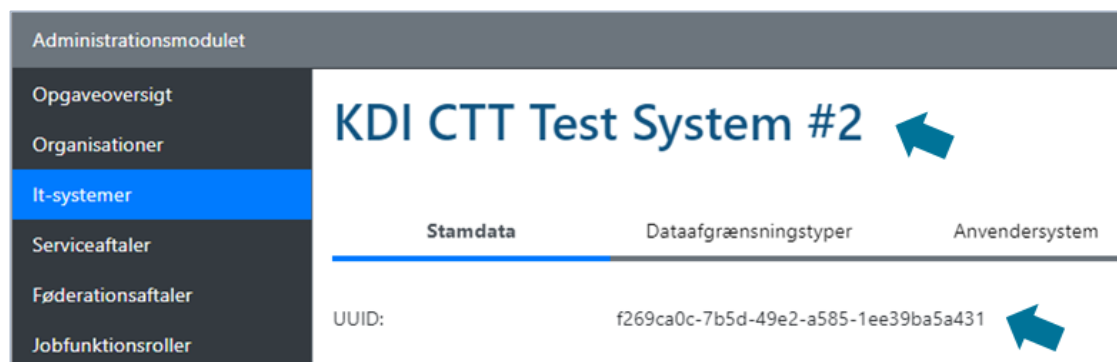 Administrationsmodulet
Opgaveoversigt
Organisationer
It-systemer
Serviceaftaler
Føderationsaftaler
Jobfunktionsroller
KDI CTT Test System #2
Stamdata Dataafgrænsningstyper Anvendersystem
UUID: f269ca0c-7b5d-49e2-a585-1ee39ba5a431